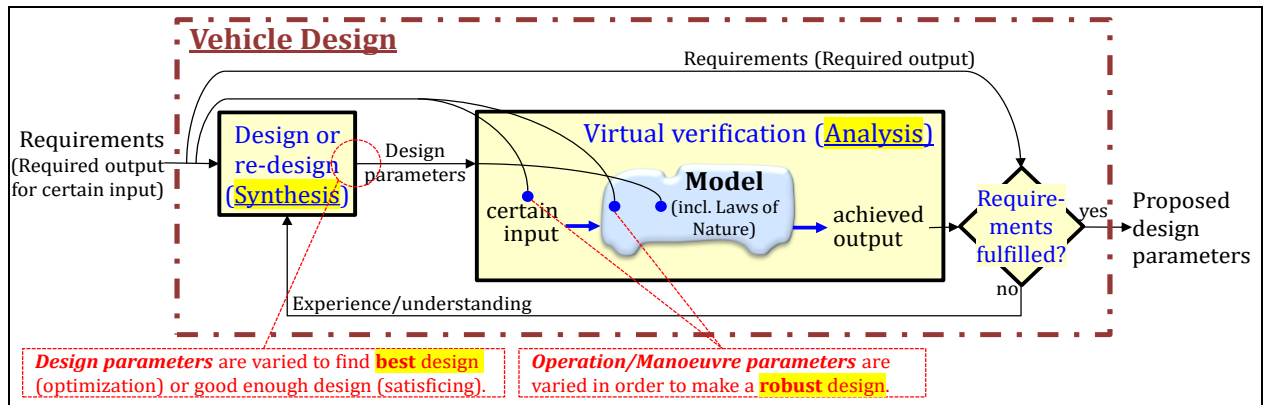 Vehicle Design
Requirements (Required output)
Requirements
(Required output
for certain input)
Design or
re-design
(Synthesis)
Design
parameters
Virtual verification (Analysis)
Model
(incl. Laws of
Nature)
certain
input
achieved
output
Require-
ments
fulfilled?
yes
no
Proposed
design
parameters
Experience/understanding
Design parameters are varied to find best design
(optimization) or good enough design (satisficing).
Operation/Manoeuvre parameters are
varied in order to make a robust design.